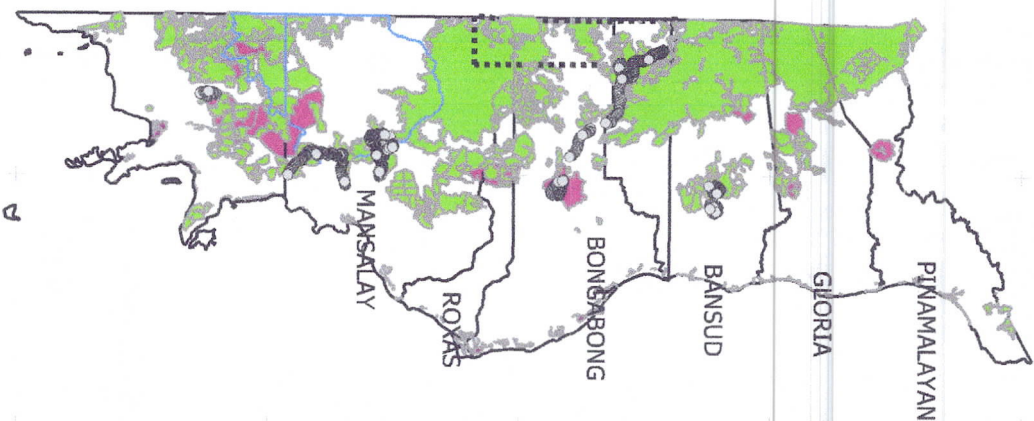 PINAMALAYAN
GLORIA
BANSUD
BONGABONG
ROXAS
MANSALAY